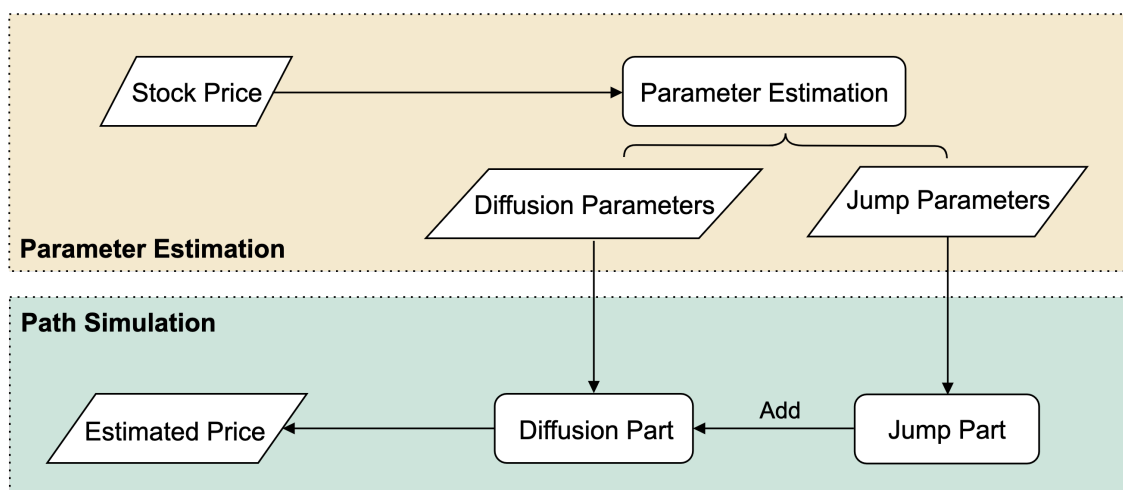 Stock Price
Parameter Estimation
Diffusion Parameters
Jump Parameters
Parameter Estimation
Path Simulation
Estimated Price
Diffusion Part
Add
Jump Part